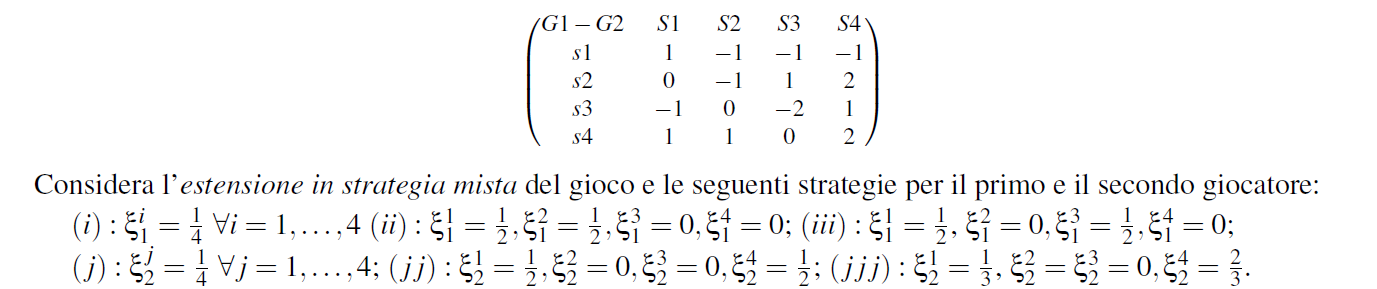 G1 − G2 S1 S2 S3 S4
s1 1 −1 −1 −1
s2 0 −1 1 2
s3 −1 0 −2 1
s4 1 1 0 2
Considera l'estensione in strategia mista del gioco e le seguenti strategie per il primo e il secondo giocatore:
(i) : ξ₁ⁱ = 1/4 ∀i = 1,...,4 (ii) : ξ₁¹ = 1/2, ξ₁² = 1/2, ξ₁³ = 0, ξ₁⁴ = 0; (iii) : ξ₁¹ = 1/2, ξ₁² = 0, ξ₁³ = 1/2, ξ₁⁴ = 0;
(j) : ξ₂ʲ = 1/4 ∀j = 1,...,4; (jj) : ξ₂¹ = 1/2, ξ₂² = 0, ξ₂³ = 0, ξ₂⁴ = 1/2; (jjj) : ξ₂¹ = 1/3, ξ₂² = ξ₂³ = 0, ξ₂⁴ = 2/3.